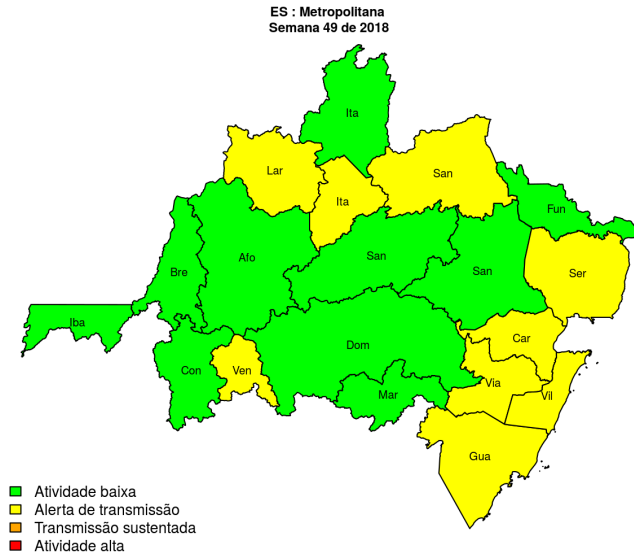 ES : Metropolitana
Semana 49 de 2018
Ita
Lar
San
Ita
Fun
Afo
San
San
Bre
Ser
Iba
Car
Dom
Con
Ven
Via
Mar
Vil
Gua
Atividade baixa
Alerta de transmissão
Transmissão sustentada
Atividade alta